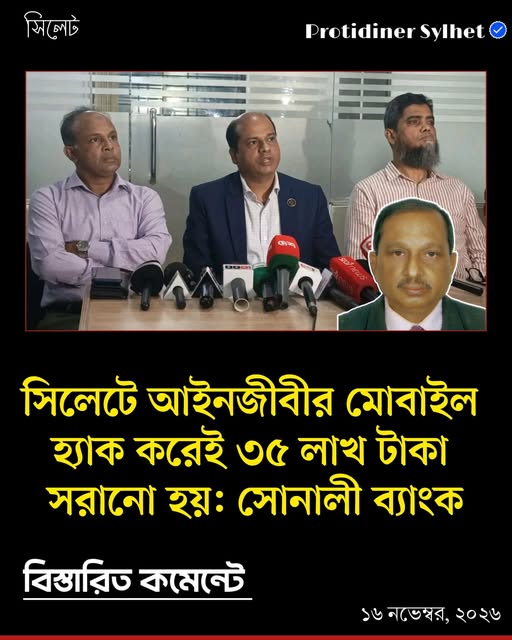 সিলেট
Protidiner Sylhet
সিলেটে আইনজীবীর মোবাইল
হ্যাক করেই ৩৫ লাখ টাকা
সরানো হয়: সোনালী ব্যাংক
বিস্তারিত কমেন্টে
১৬ নভেম্বর, ২০২৬